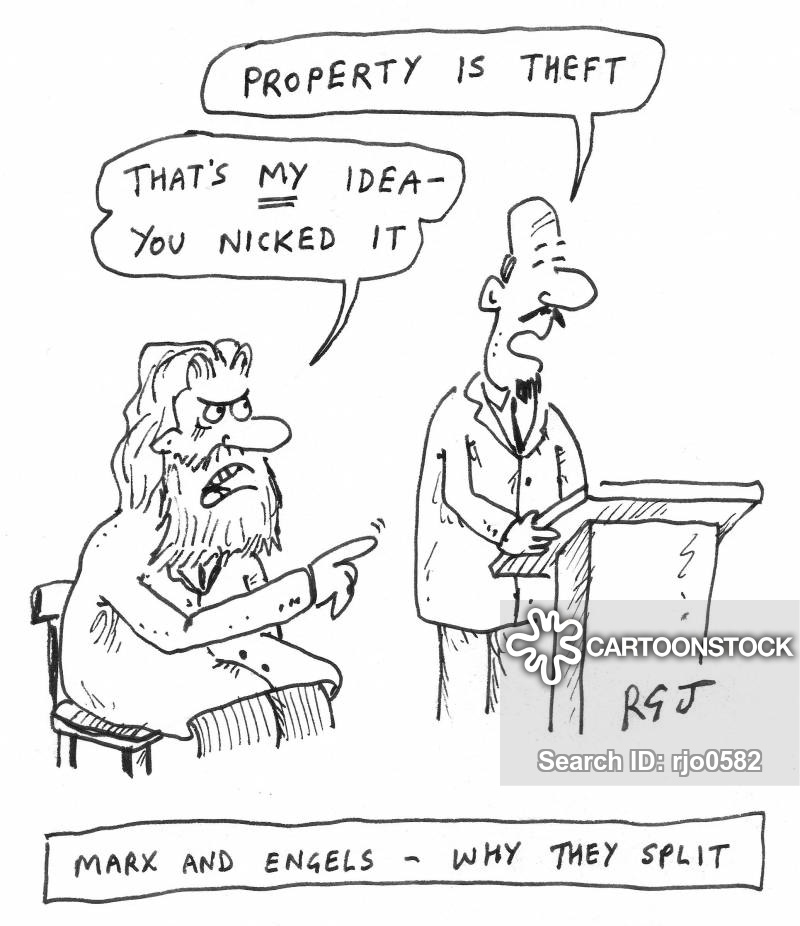 PROPERTY IS THEFT
THAT'S MY IDEA-
YOU NICKED IT
CARTOONSTOCK
RGJ
Search ID: rjo0582
MARX AND ENGELS - WHY THEY SPLIT